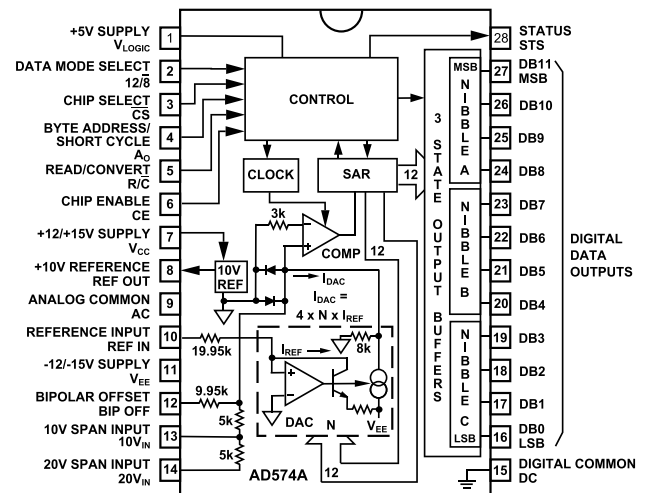 +5V SUPPLY
VLOGIC
1
DATA MODE SELECT
12/8̅
2
CHIP SELECT
C̅S̅
3
BYTE ADDRESS/
SHORT CYCLE
AO
4
READ/CONVERT
R/C̅
5
CHIP ENABLE
CE
6
+12/+15V SUPPLY
VCC
7
+10V REFERENCE
REF OUT
8
ANALOG COMMON
AC
9
REFERENCE INPUT
REF IN
10
-12/-15V SUPPLY
VEE
11
BIPOLAR OFFSET
BIP OFF
12
10V SPAN INPUT
10VIN
13
20V SPAN INPUT
20VIN
14
CONTROL
CLOCK
SAR
12
3k
COMP
12
10V
REF
IDAC
IDAC =
4 x N x IREF
19.95k
IREF
8k
9.95k
5k
5k
DAC
N
VEE
12
AD574A
3 STATE OUTPUT BUFFERS
MSB
NIBBLE A
NIBBLE B
NIBBLE C
LSB
28
STATUS
STS
27
DB11
MSB
26
DB10
25
DB9
24
DB8
23
DB7
22
DB6
21
DB5
20
DB4
19
DB3
18
DB2
17
DB1
16
DB0
LSB
15
DIGITAL COMMON
DC
DIGITAL
DATA
OUTPUTS